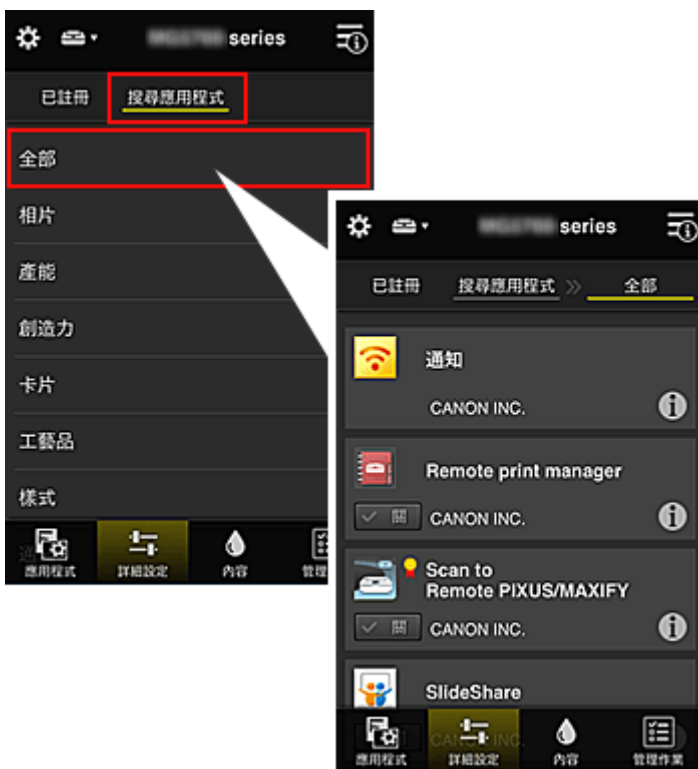 series
已註冊 搜尋應用程式
全部
相片
產能
創造力
卡片
工藝品
樣式
應用程式 詳細設定 內容
series
已註冊 搜尋應用程式 » 全部
通知
CANON INC.
Remote print manager
關 CANON INC.
Scan to
Remote PIXUS/MAXIFY
關 CANON INC.
SlideShare
CANON INC.
應用程式 詳細設定 內容 管理作業